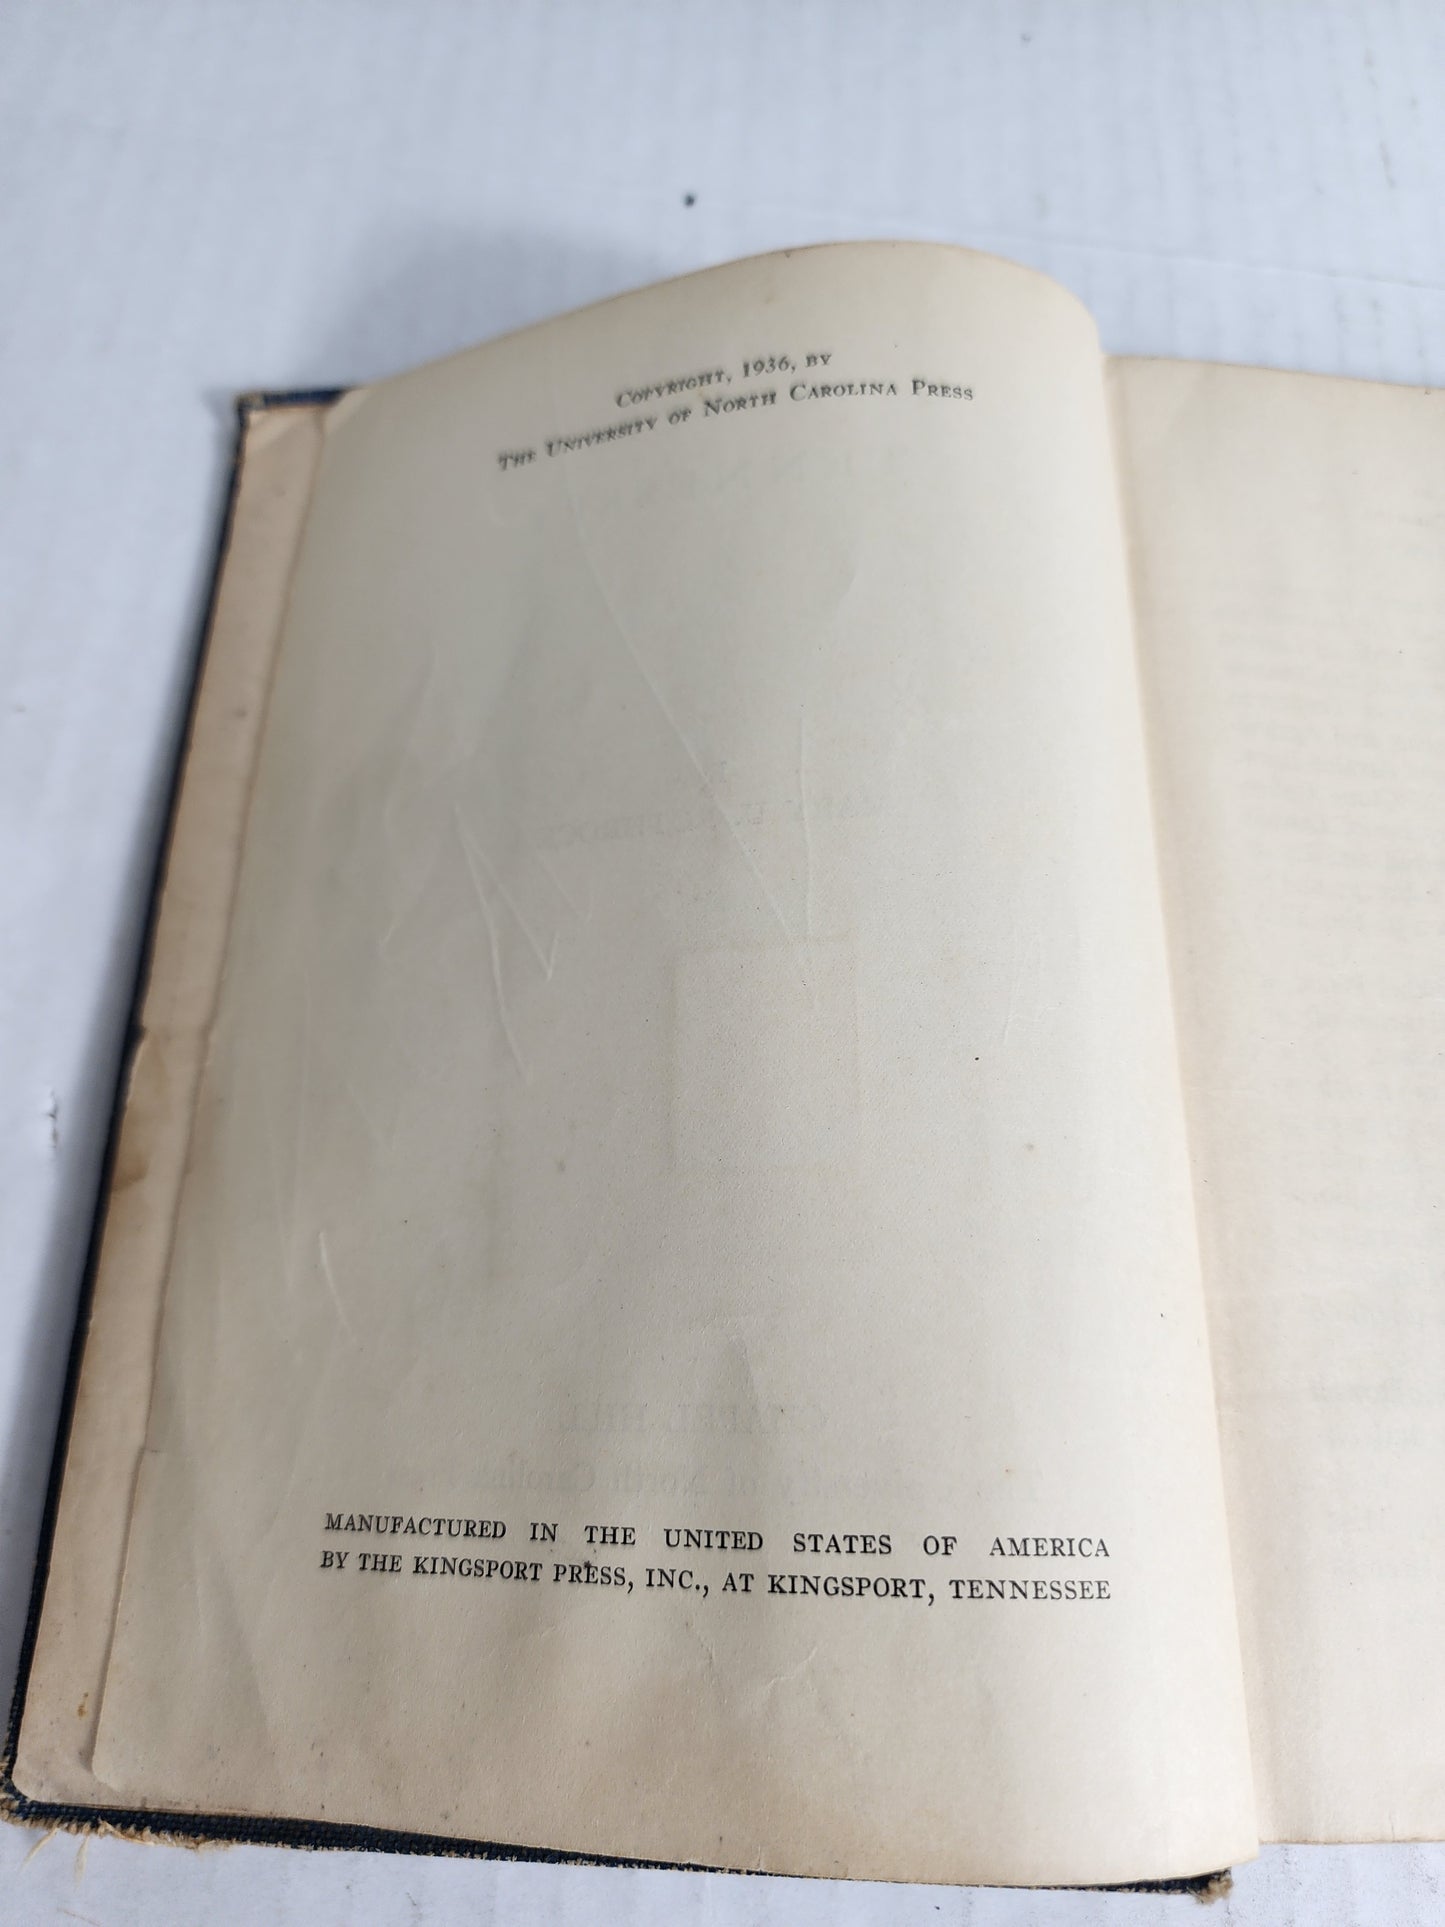 COPYRIGHT, 1936, BY
THE UNIVERSITY OF NORTH CAROLINA PRESS
MANUFACTURED IN THE UNITED STATES OF AMERICA
BY THE KINGSPORT PRESS, INC., AT KINGSPORT, TENNESSEE